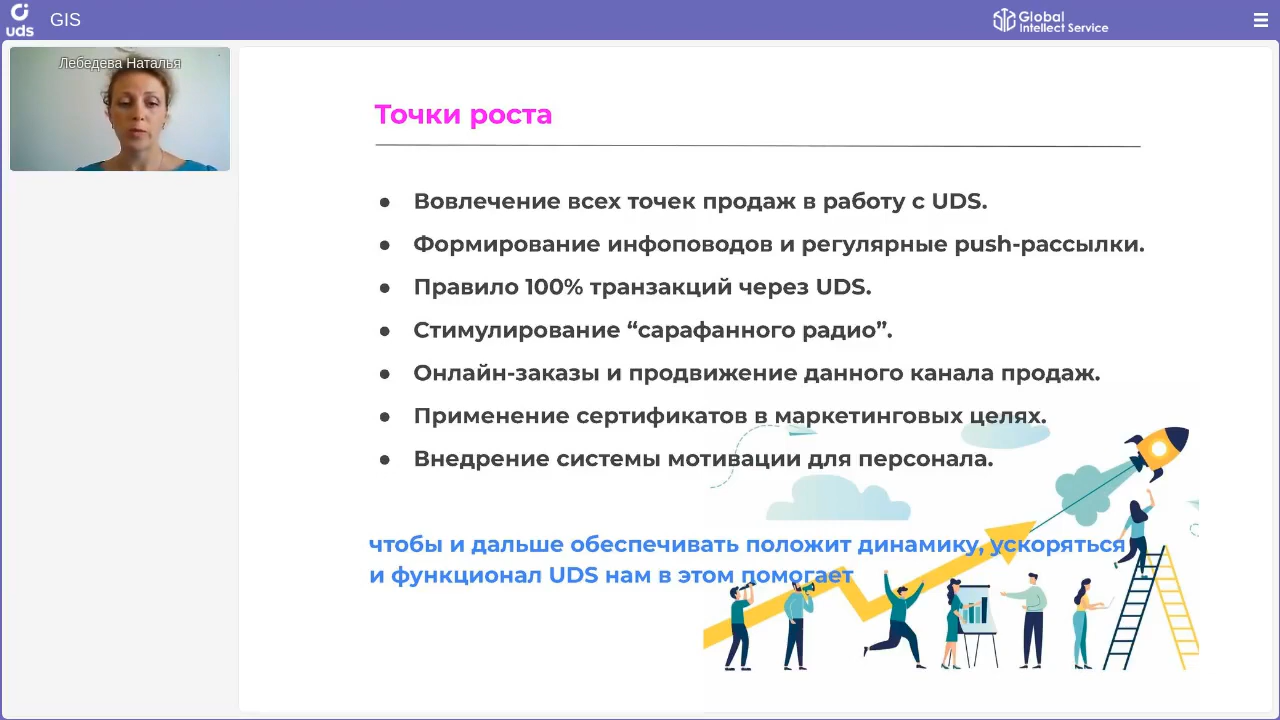 uds
GIS
Global
Intellect Service
Лебедева Наталья
Точки роста
● Вовлечение всех точек продаж в работу с UDS.
● Формирование инфоповодов и регулярные push-рассылки.
● Правило 100% транзакций через UDS.
● Стимулирование “сарафанного радио”.
● Онлайн-заказы и продвижение данного канала продаж.
● Применение сертификатов в маркетинговых целях.
● Внедрение системы мотивации для персонала.
чтобы и дальше обеспечивать положит динамику, ускоряться
и функционал UDS нам в этом помогает